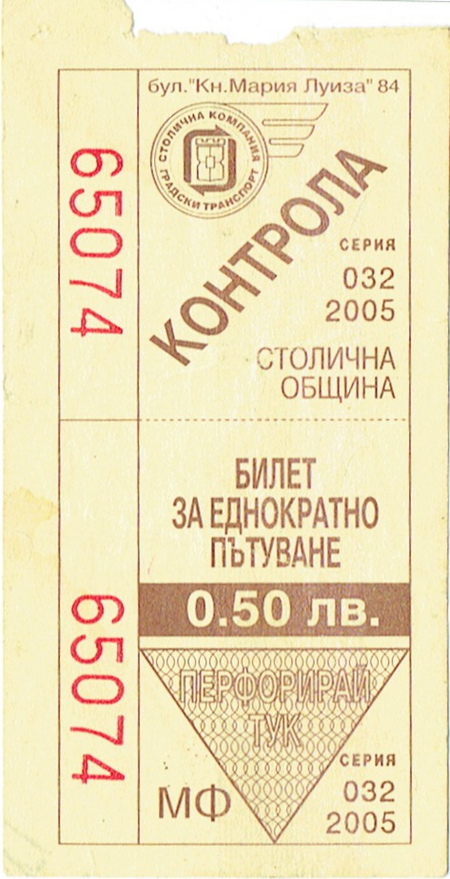 бул."Кн.Мария Луиза" 84
СТОЛИЧНА КОМПАНИЯ
ГРАДСКИ ТРАНСПОРТ
КОНТРОЛА
65074
СЕРИЯ
032
2005
СТОЛИЧНА
ОБЩИНА
БИЛЕТ
ЗА ЕДНОКРАТНО
ПЪТУВАНЕ
0.50 лв.
65074
ПЕРФОРИРАЙ
ТУК
МФ
СЕРИЯ
032
2005